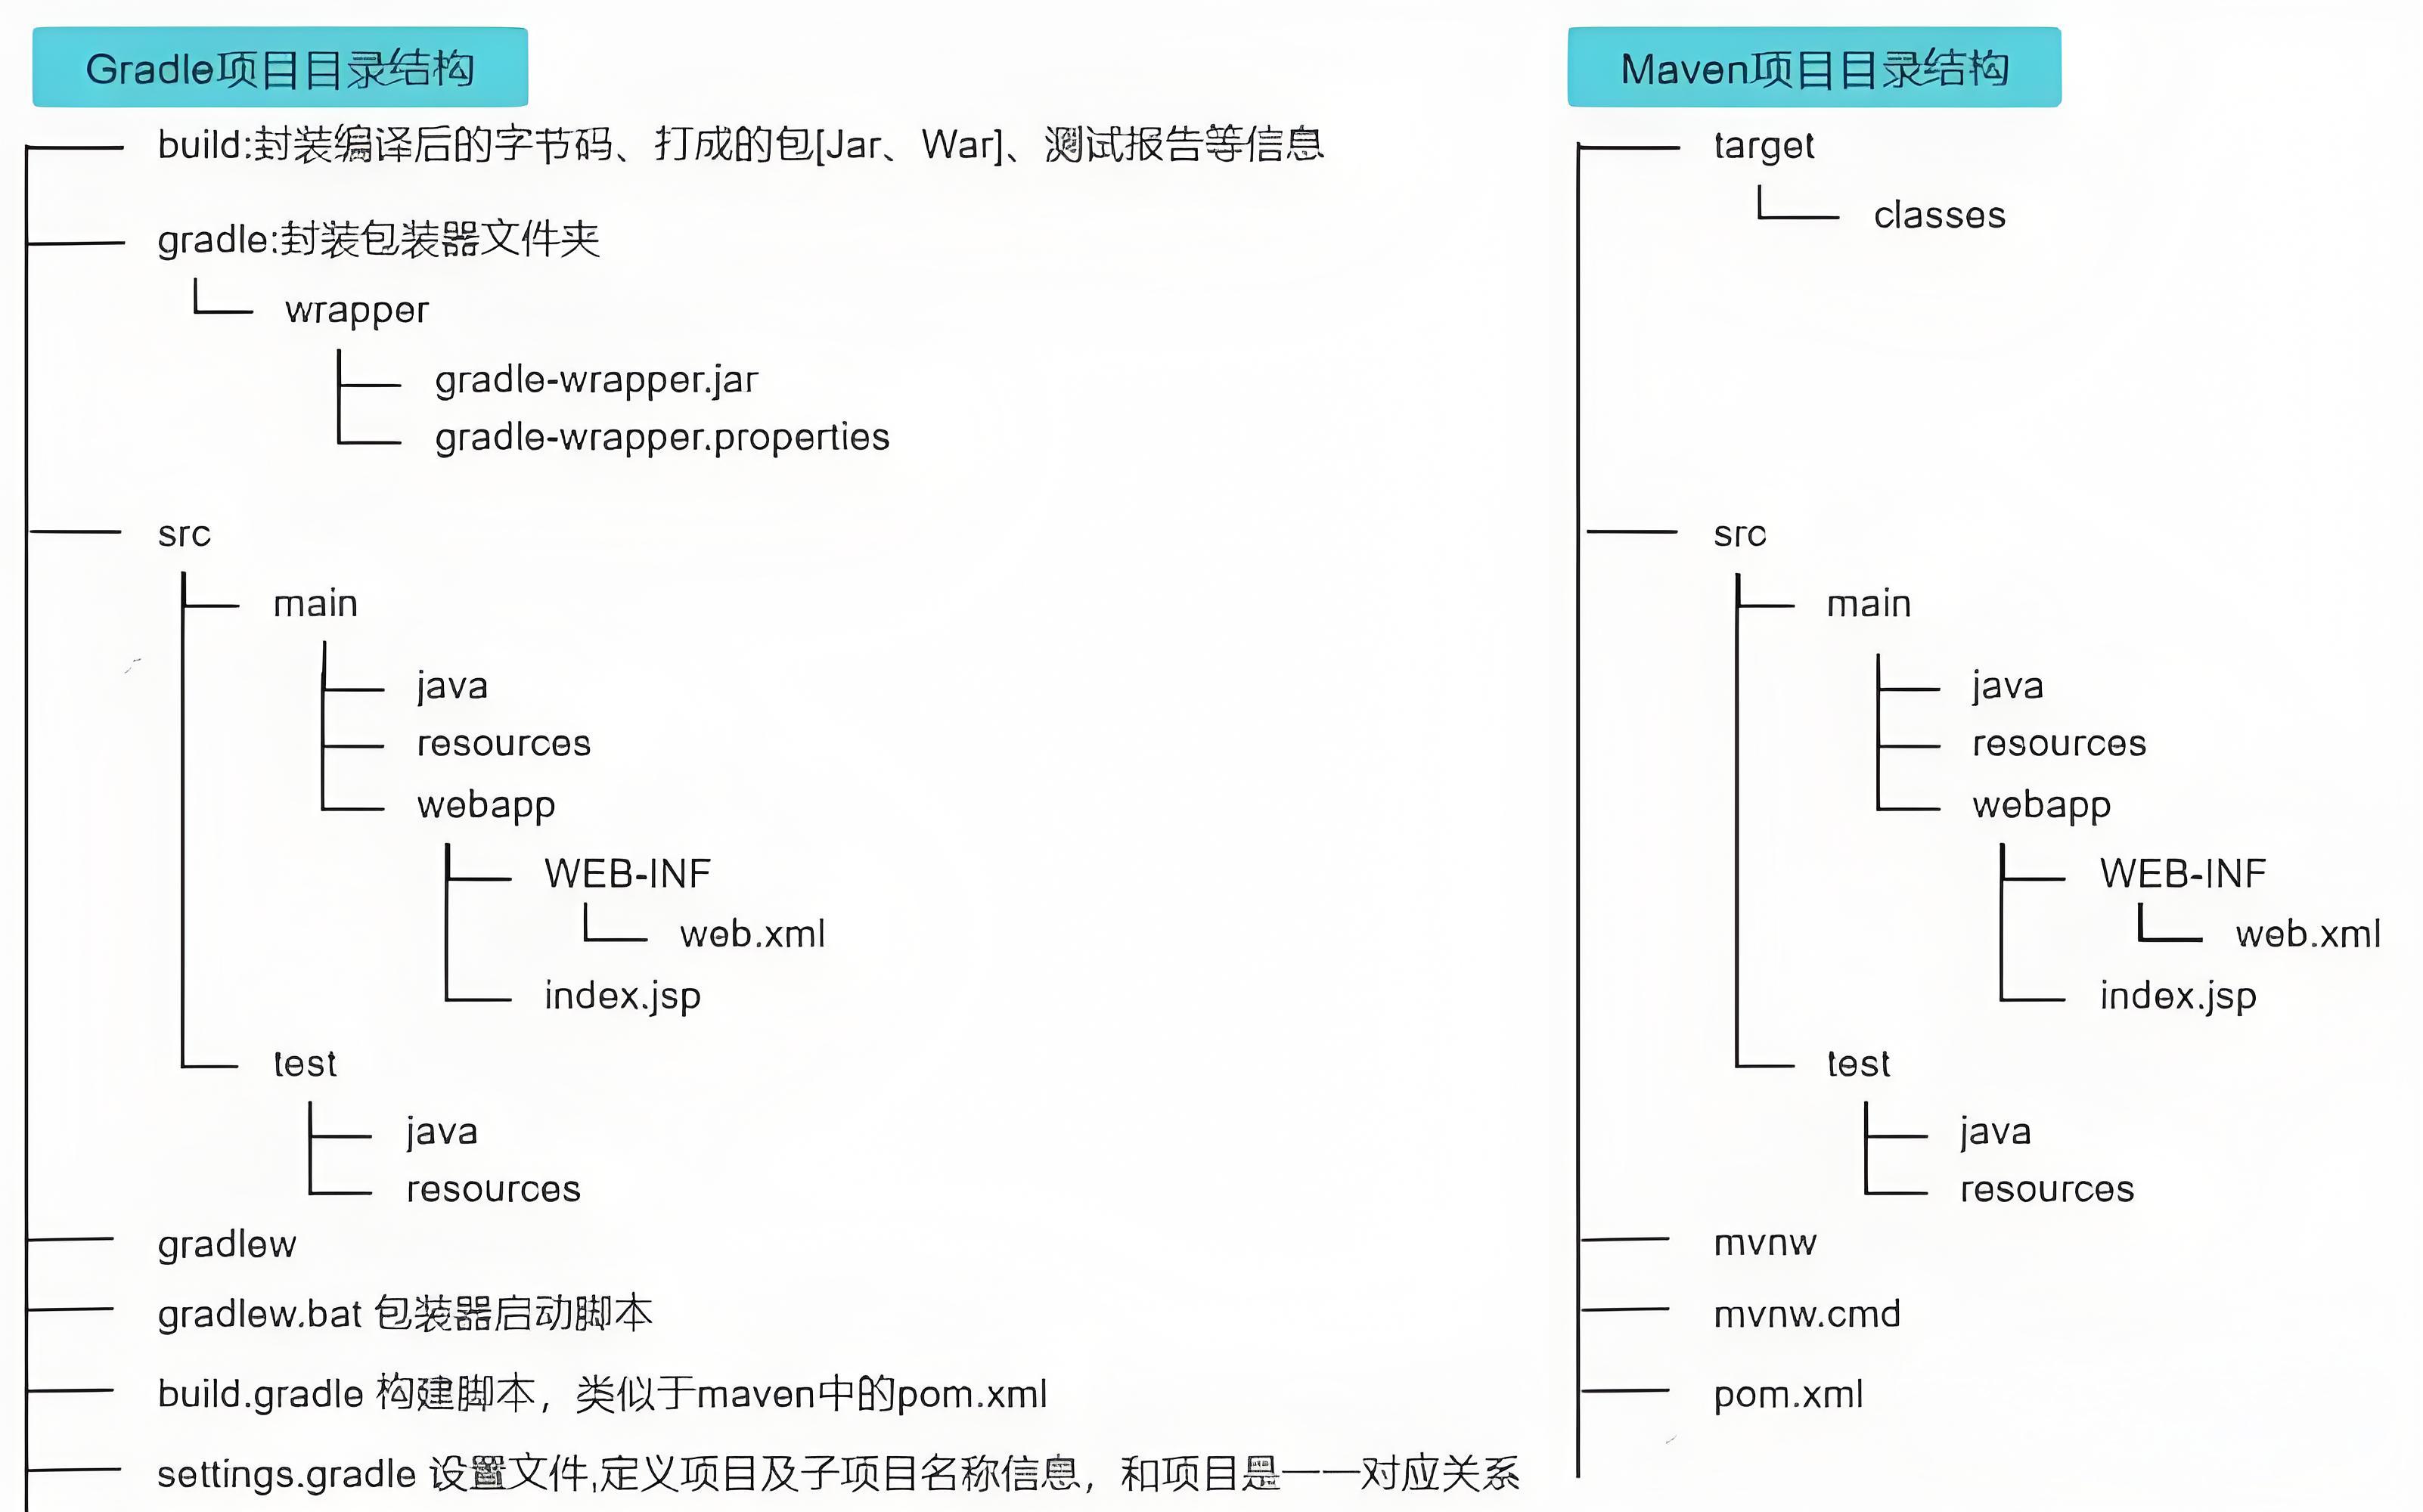 Gradle项目目录结构
build:封装编译后的字节码、打成的包[Jar、War]、测试报告等信息
gradle:封装包装器文件夹
wrapper
gradle-wrapper.jar
gradle-wrapper.properties
src
main
java
resources
webapp
WEB-INF
web.xml
index.jsp
test
java
resources
gradlew
gradlew.bat 包装器启动脚本
build.gradle 构建脚本，类似于maven中的pom.xml
settings.gradle 设置文件,定义项目及子项目名称信息，和项目是一一对应关系
Maven项目目录结构
target
classes
src
main
java
resources
webapp
WEB-INF
web.xml
index.jsp
test
java
resources
mvnw
mvnw.cmd
pom.xml